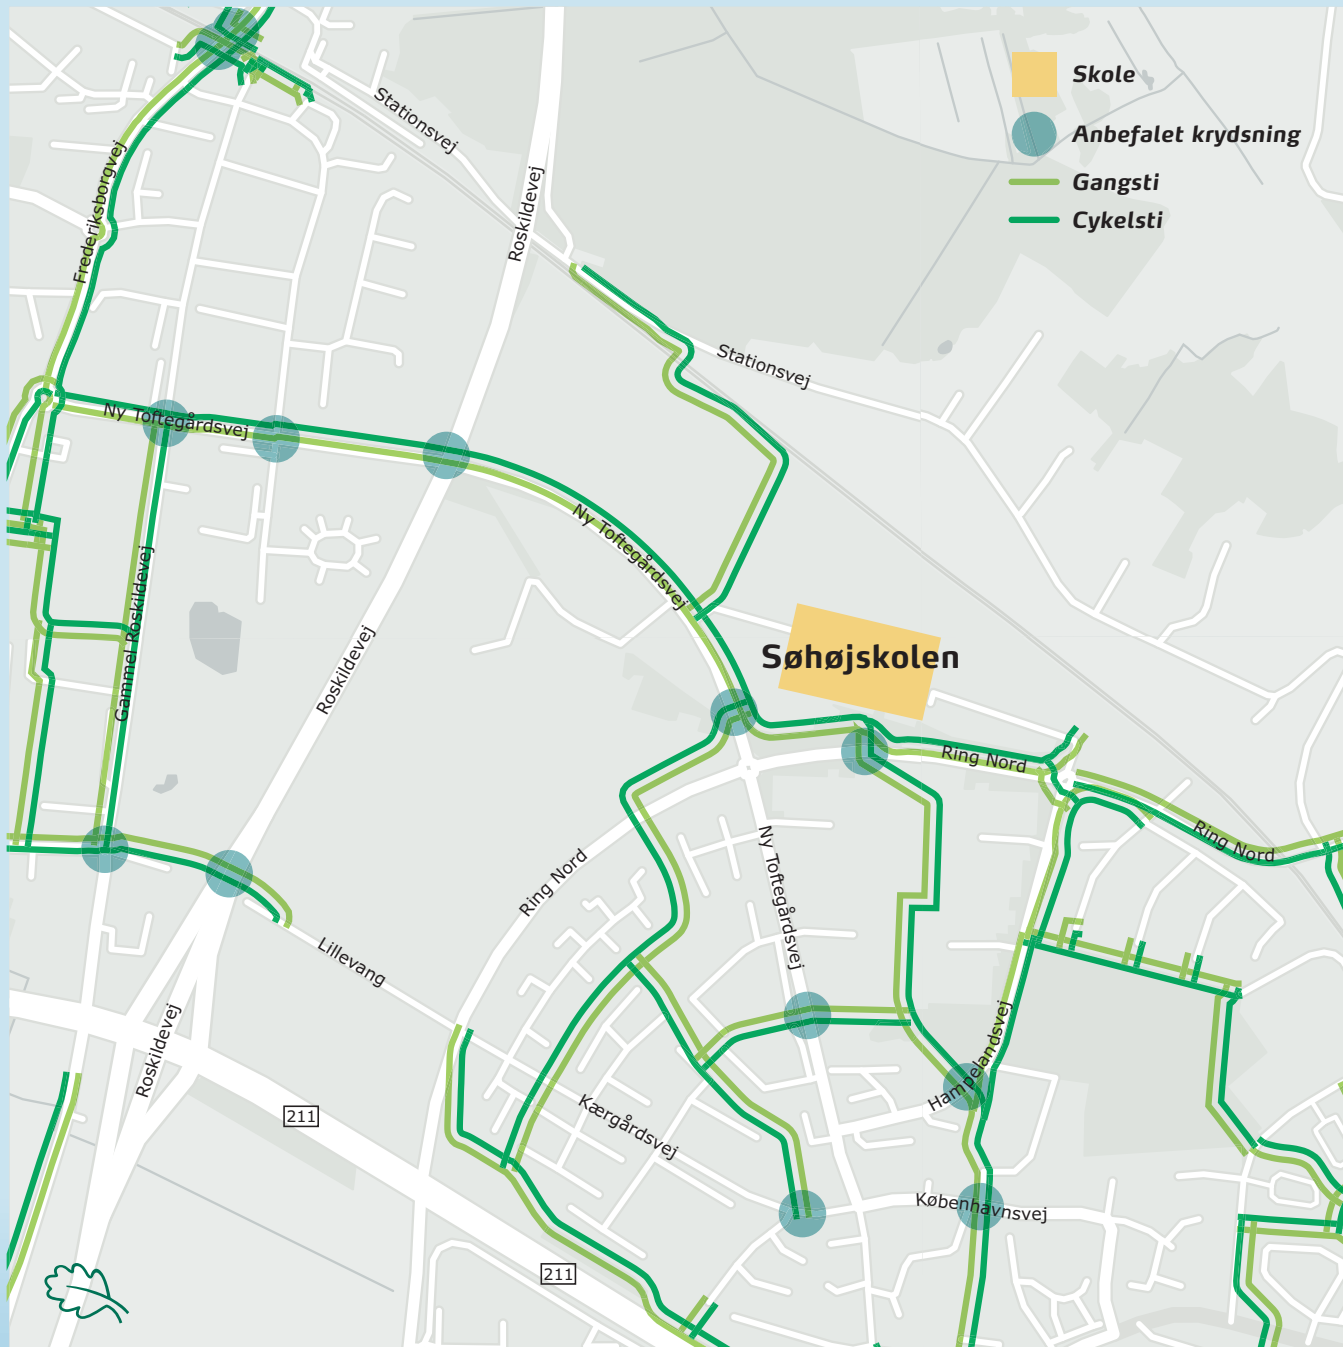 Skole
Anbefalet krydsning
Gangsti
Cykelsti
Stationsvej
Frederiksborgvej
Roskildevej
Stationsvej
Ny Toftegårdsvej
Ny Toftegårdsvej
Gammel Roskildevej
Roskildevej
Søhøjskolen
Ring Nord
Ring Nord
Ring Nord
Ny Toftegårdsvej
Lillevang
Roskildevej
Hampelandsvej
Kærgårdsvej
211
Københavnsvej
211